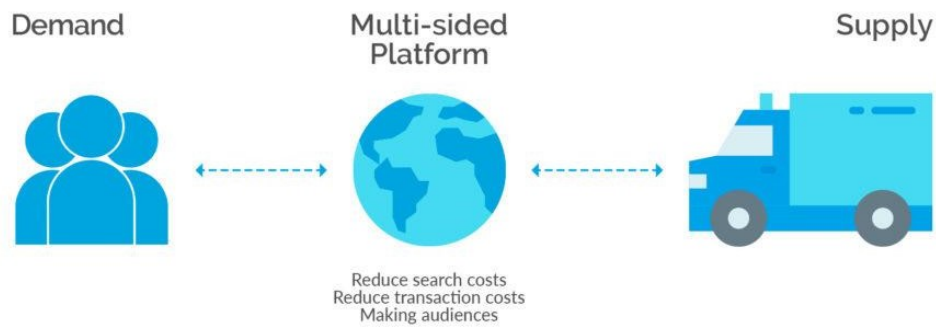 Demand
Multi-sided
Platform
Supply
Reduce search costs
Reduce transaction costs
Making audiences